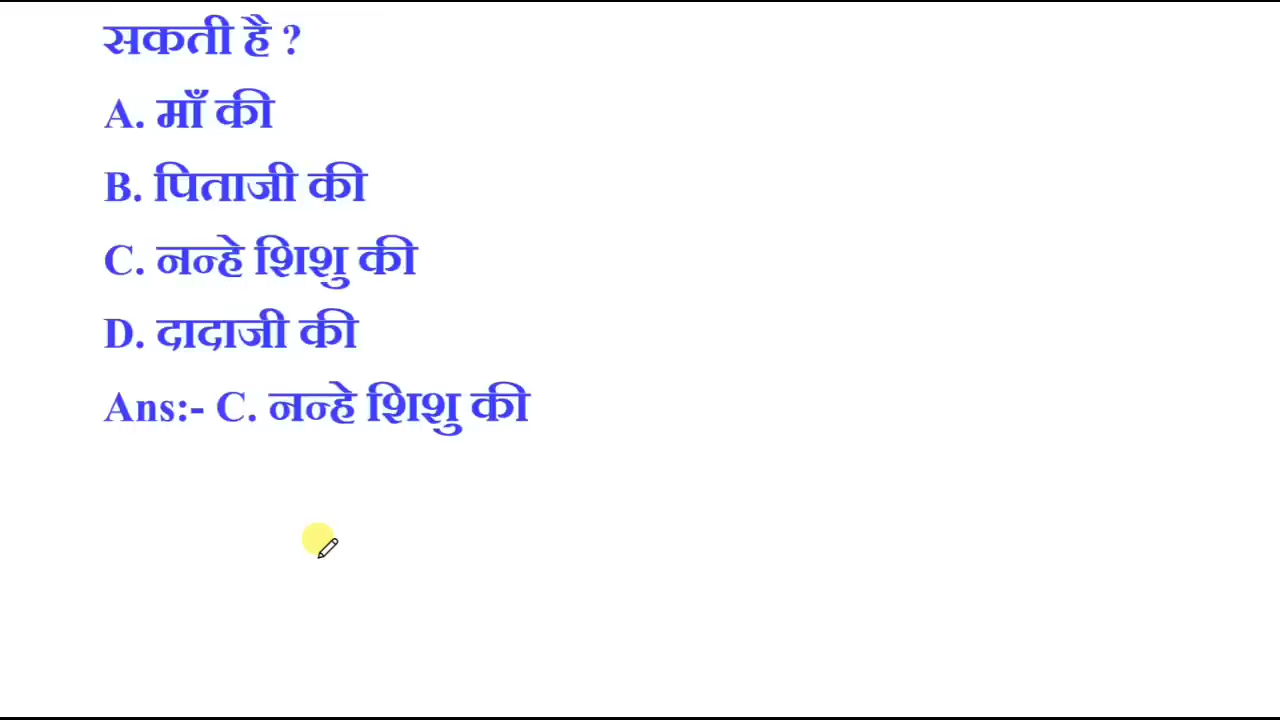 सकती है ?
A. माँ की
B. पिताजी की
C. नन्हे शिशु की
D. दादाजी की
Ans:- C. नन्हे शिशु की